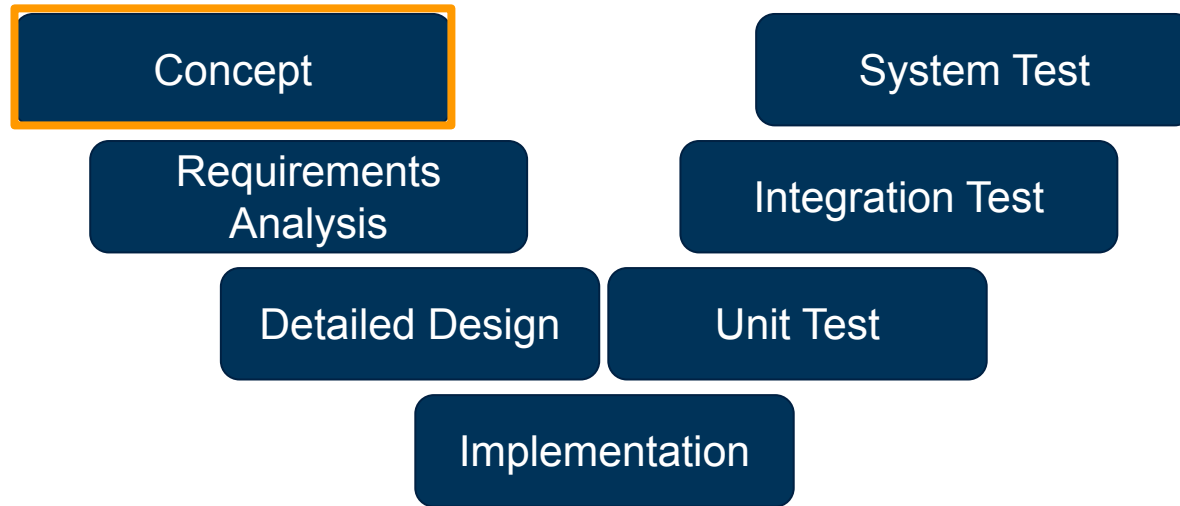 Concept
System Test
Requirements
Analysis
Integration Test
Detailed Design
Unit Test
Implementation